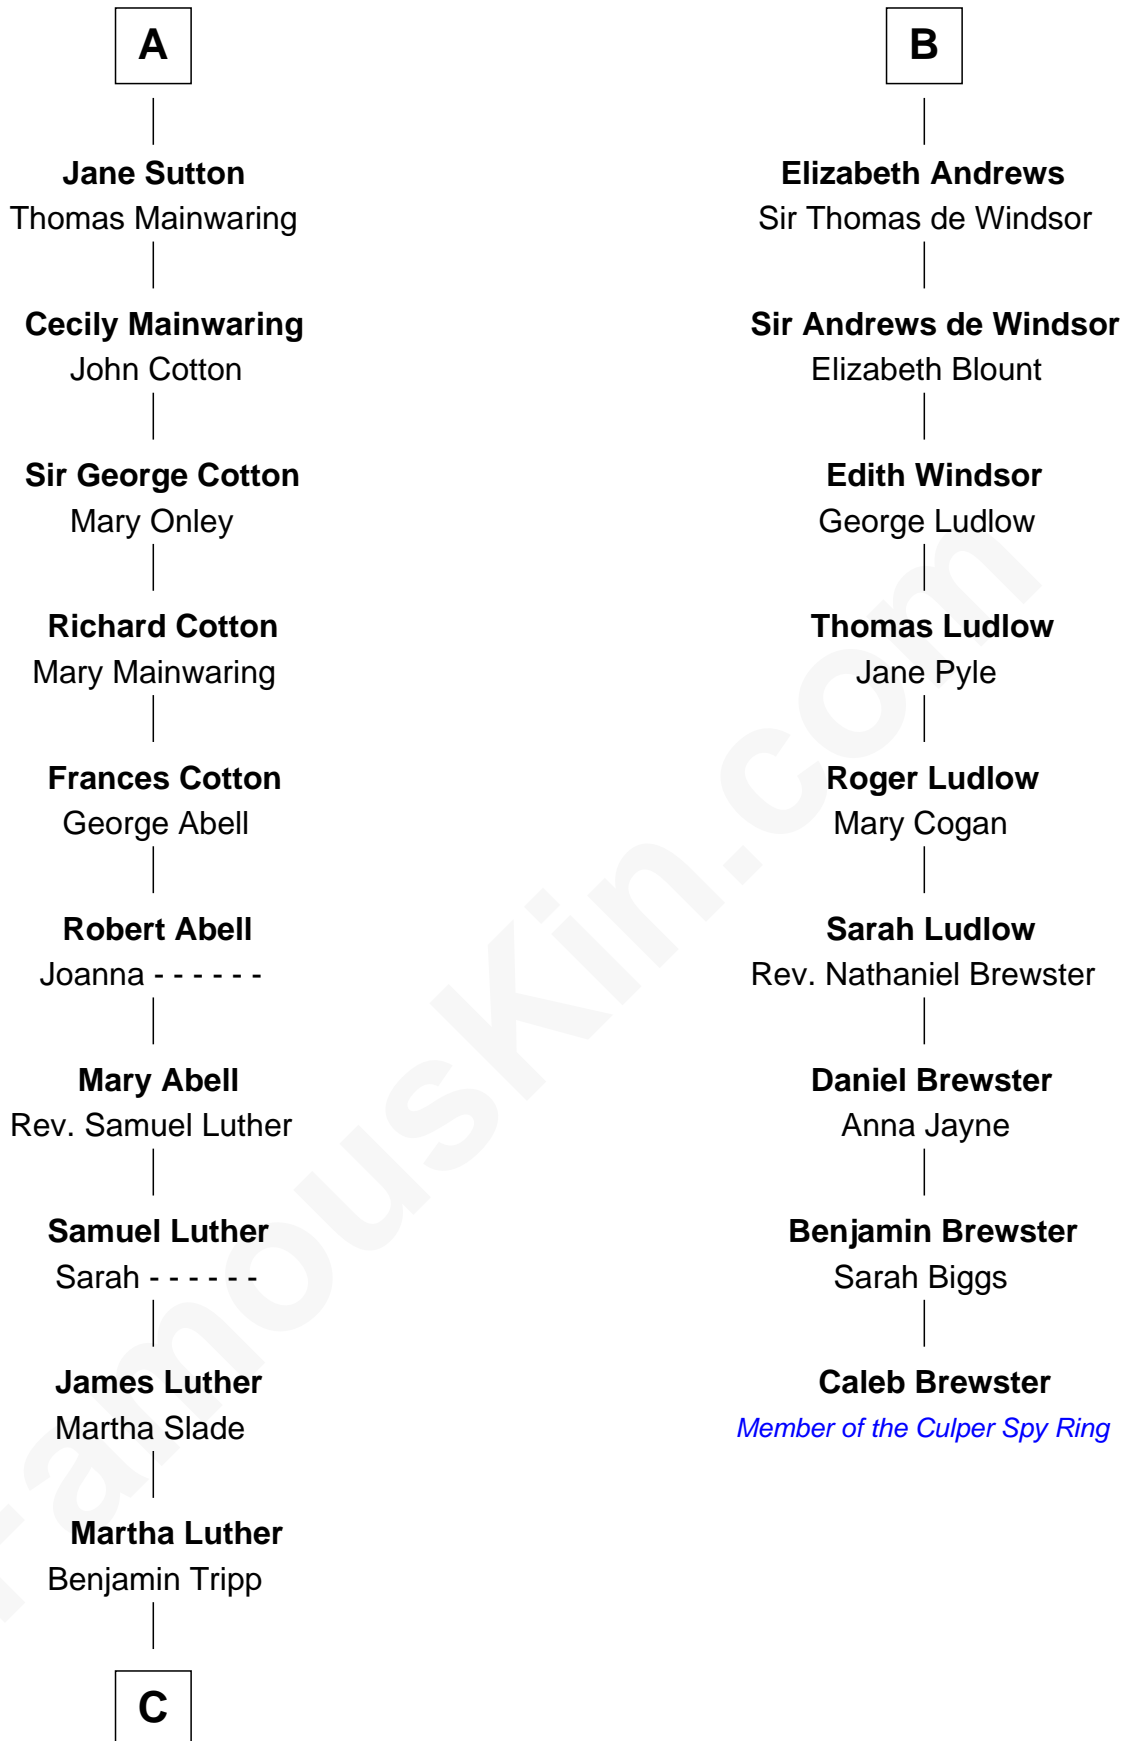 A
Jane Sutton
Thomas Mainwaring
Cecily Mainwaring
John Cotton
Sir George Cotton
Mary Onley
Richard Cotton
Mary Mainwaring
Frances Cotton
George Abell
Robert Abell
Joanna - - - - - -
Mary Abell
Rev. Samuel Luther
Samuel Luther
Sarah - - - - - -
James Luther
Martha Slade
Martha Luther
Benjamin Tripp
C
B
Elizabeth Andrews
Sir Thomas de Windsor
Sir Andrews de Windsor
Elizabeth Blount
Edith Windsor
George Ludlow
Thomas Ludlow
Jane Pyle
Roger Ludlow
Mary Cogan
Sarah Ludlow
Rev. Nathaniel Brewster
Daniel Brewster
Anna Jayne
Benjamin Brewster
Sarah Biggs
Caleb Brewster
Member of the Culper Spy Ring
FamousKin.com